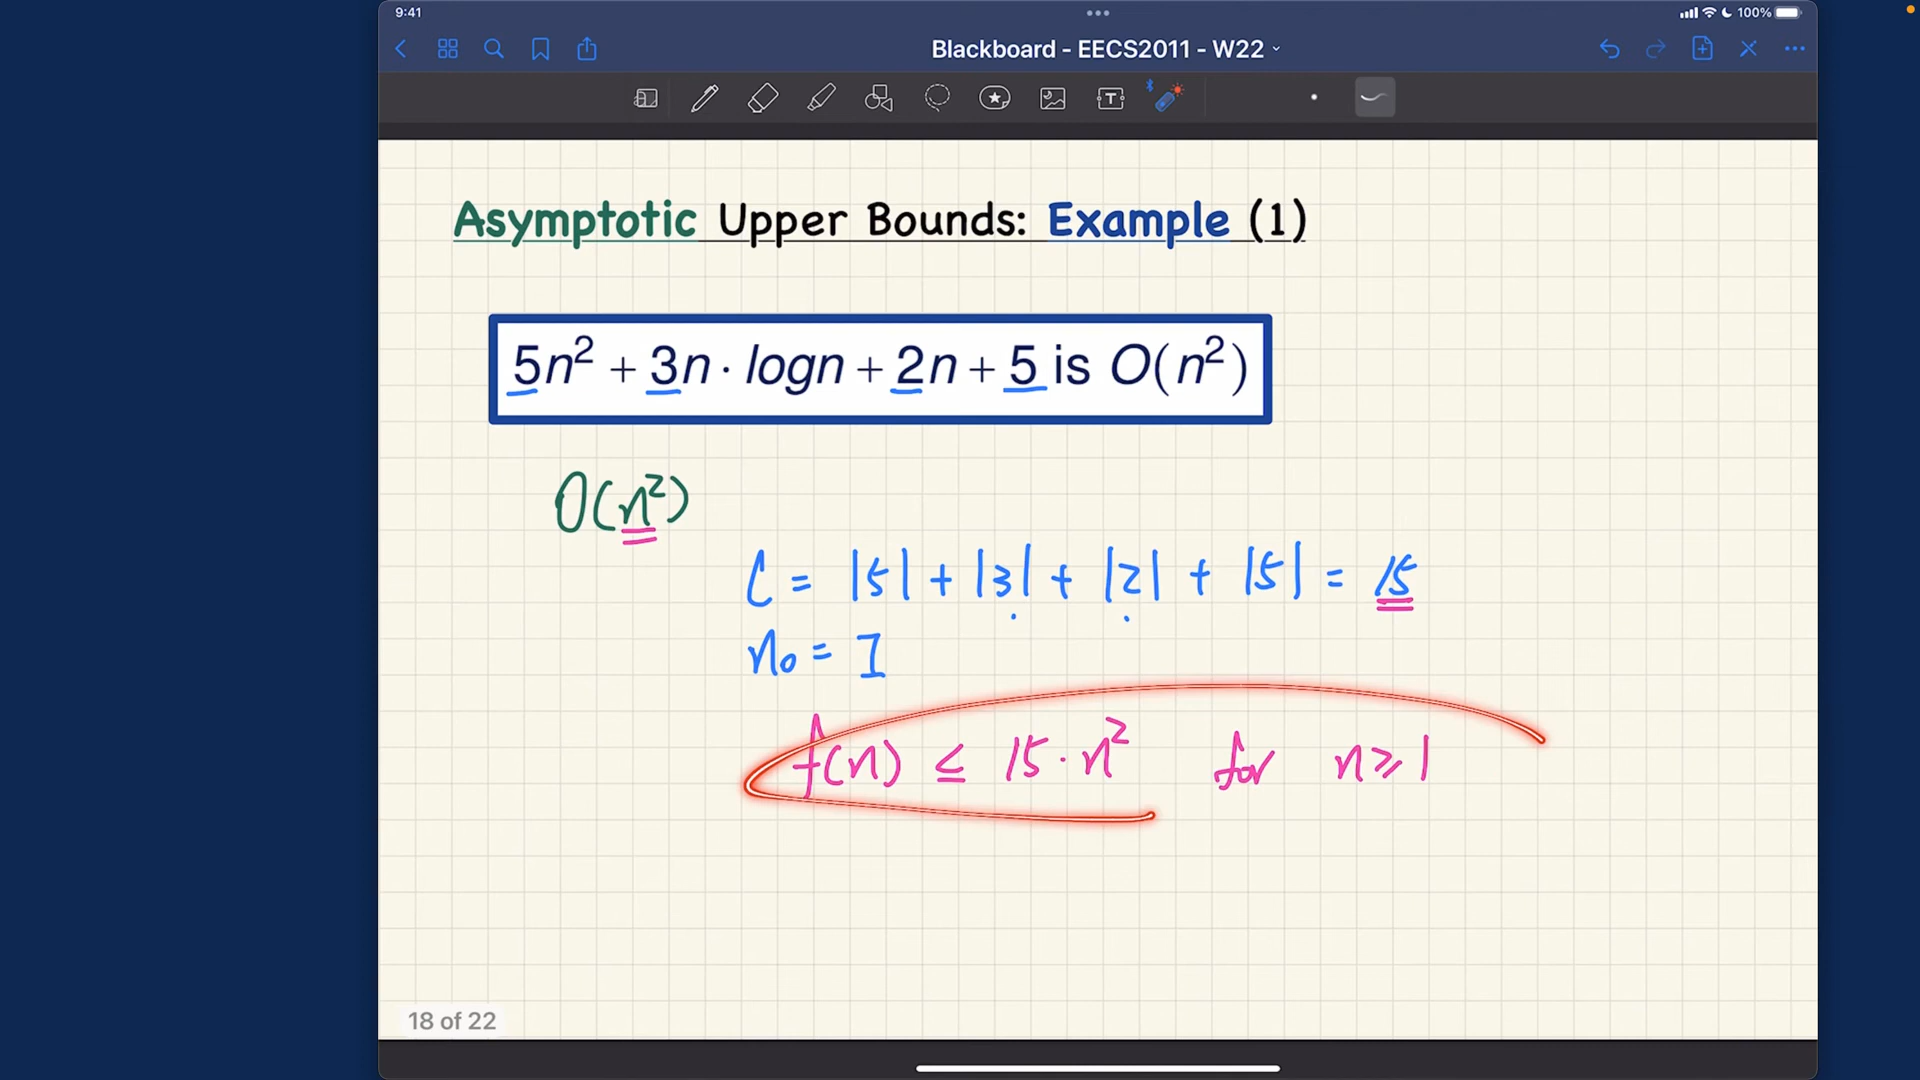 9:41
100%
Blackboard - EECS2011 - W22
Asymptotic Upper Bounds: Example (1)
5n² + 3n · logn + 2n + 5 is O(n²)
O(n²)
C = |5| + |3| + |2| + |5| = 15
n₀ = 1
f(n) ≤ 15 · n² for n ≥ 1
18 of 22